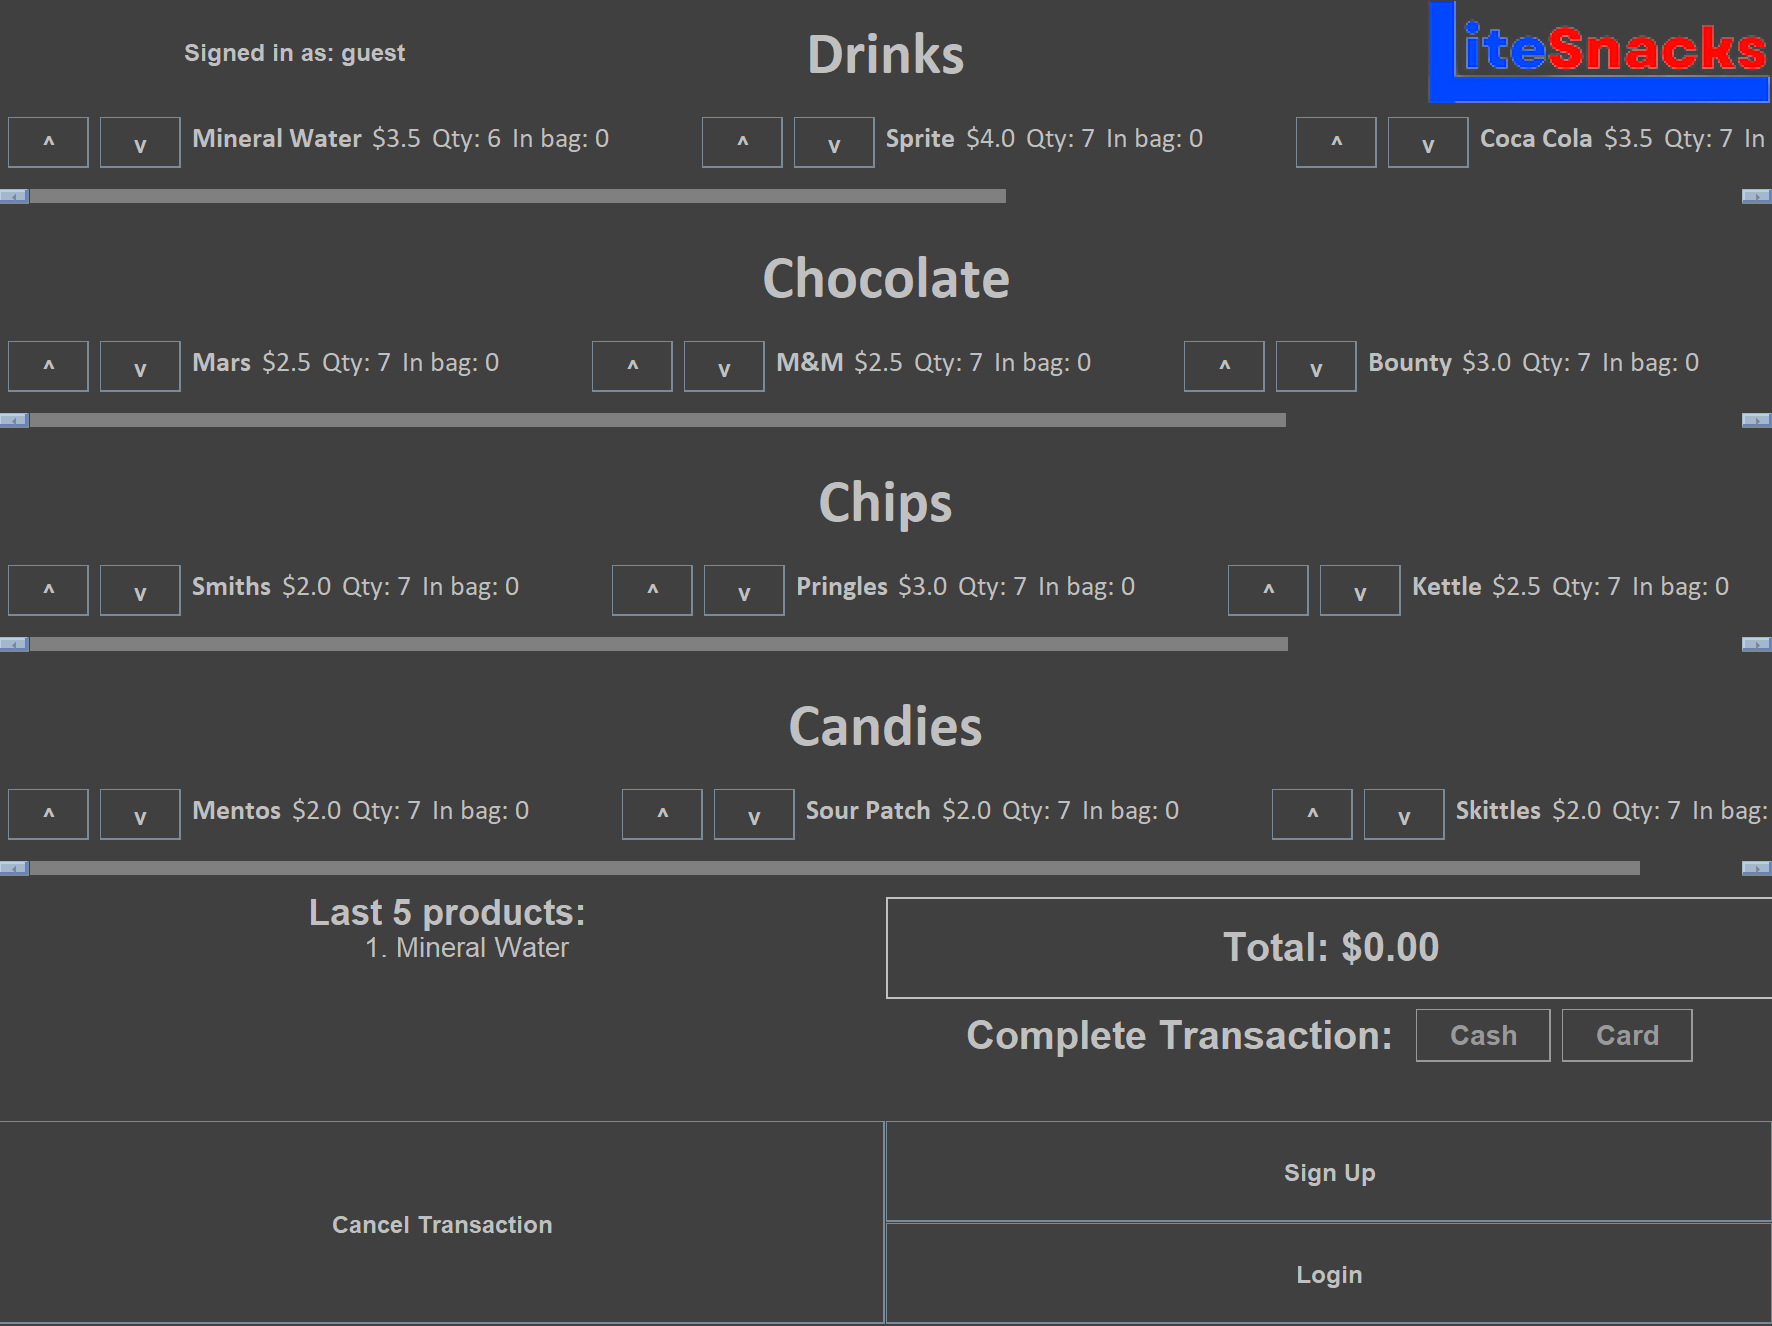 Signed in as: guest
Drinks
LiteSnacks
^ v Mineral Water $3.5 Qty: 6 In bag: 0 ^ v Sprite $4.0 Qty: 7 In bag: 0 ^ v Coca Cola $3.5 Qty: 7 In
Chocolate
^ v Mars $2.5 Qty: 7 In bag: 0 ^ v M&M $2.5 Qty: 7 In bag: 0 ^ v Bounty $3.0 Qty: 7 In bag: 0
Chips
^ v Smiths $2.0 Qty: 7 In bag: 0 ^ v Pringles $3.0 Qty: 7 In bag: 0 ^ v Kettle $2.5 Qty: 7 In bag: 0
Candies
^ v Mentos $2.0 Qty: 7 In bag: 0 ^ v Sour Patch $2.0 Qty: 7 In bag: 0 ^ v Skittles $2.0 Qty: 7 In bag:
Last 5 products:
1. Mineral Water
Total: $0.00
Complete Transaction: Cash Card
Cancel Transaction
Sign Up
Login